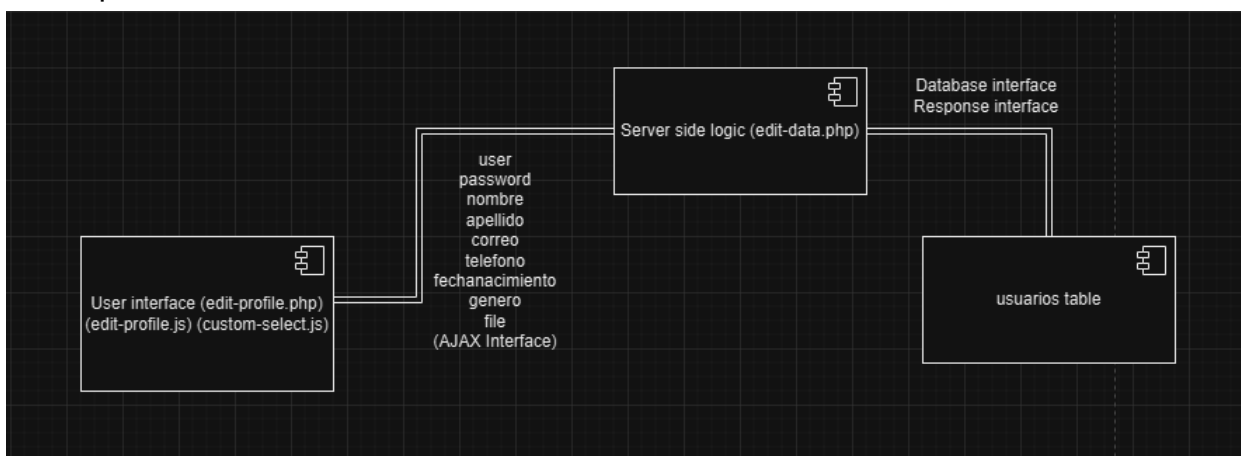 User interface (edit-profile.php)
(edit-profile.js) (custom-select.js)
user
password
nombre
apellido
correo
telefono
fechanacimiento
genero
file
(AJAX Interface)
Server side logic (edit-data.php)
Database interface
Response interface
usuarios table